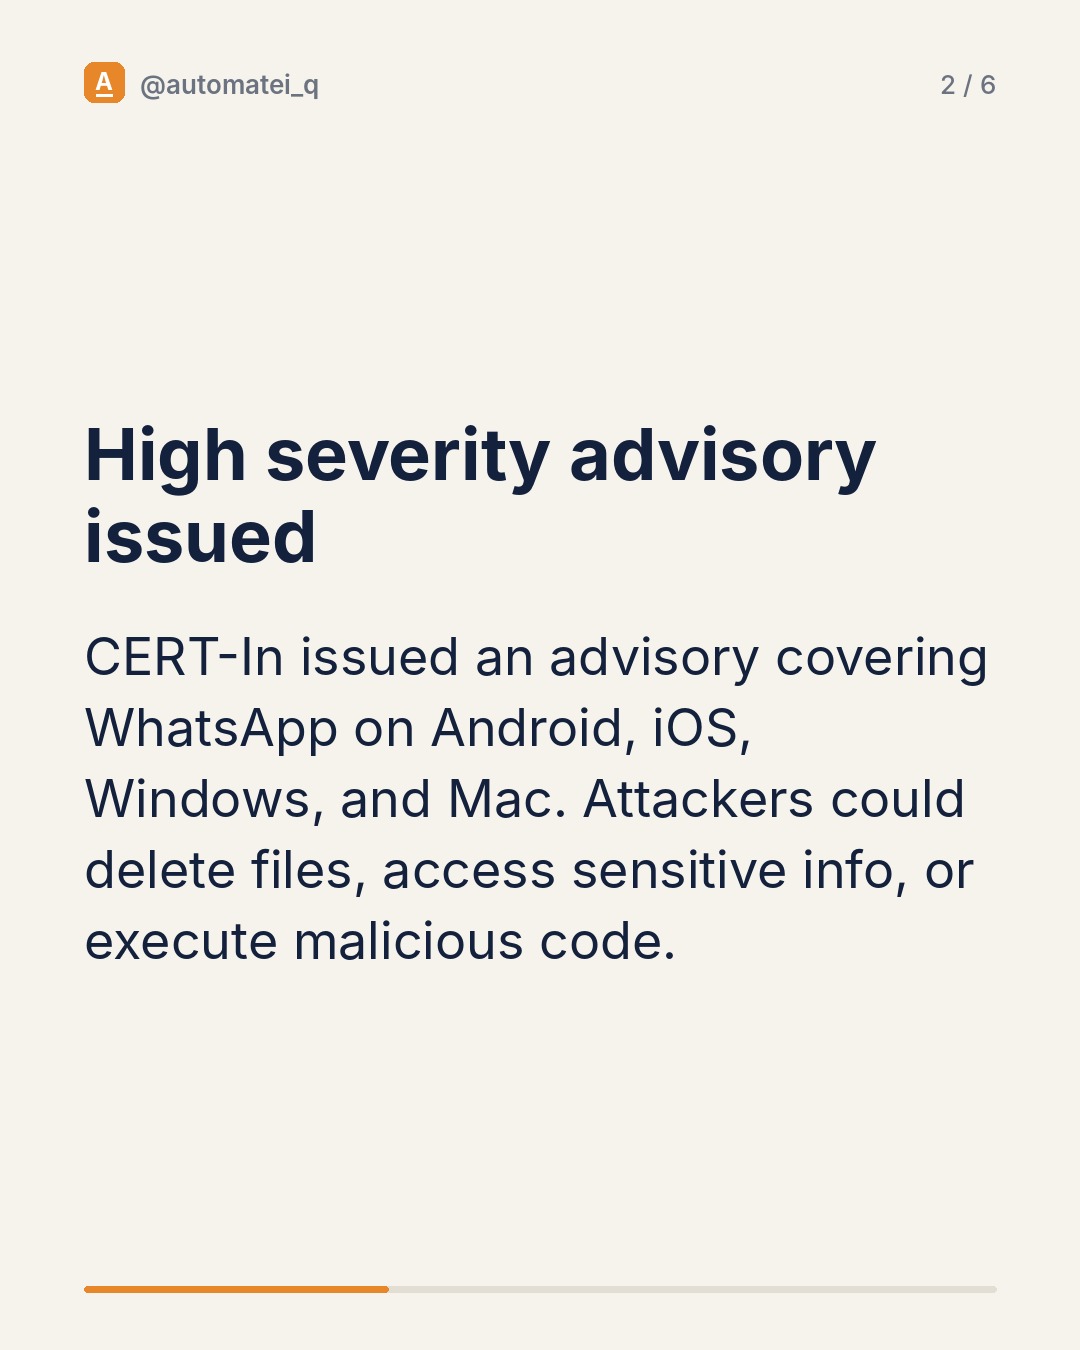 A @automatei_q
2 / 6
High severity advisory
issued
CERT-In issued an advisory covering
WhatsApp on Android, iOS,
Windows, and Mac. Attackers could
delete files, access sensitive info, or
execute malicious code.